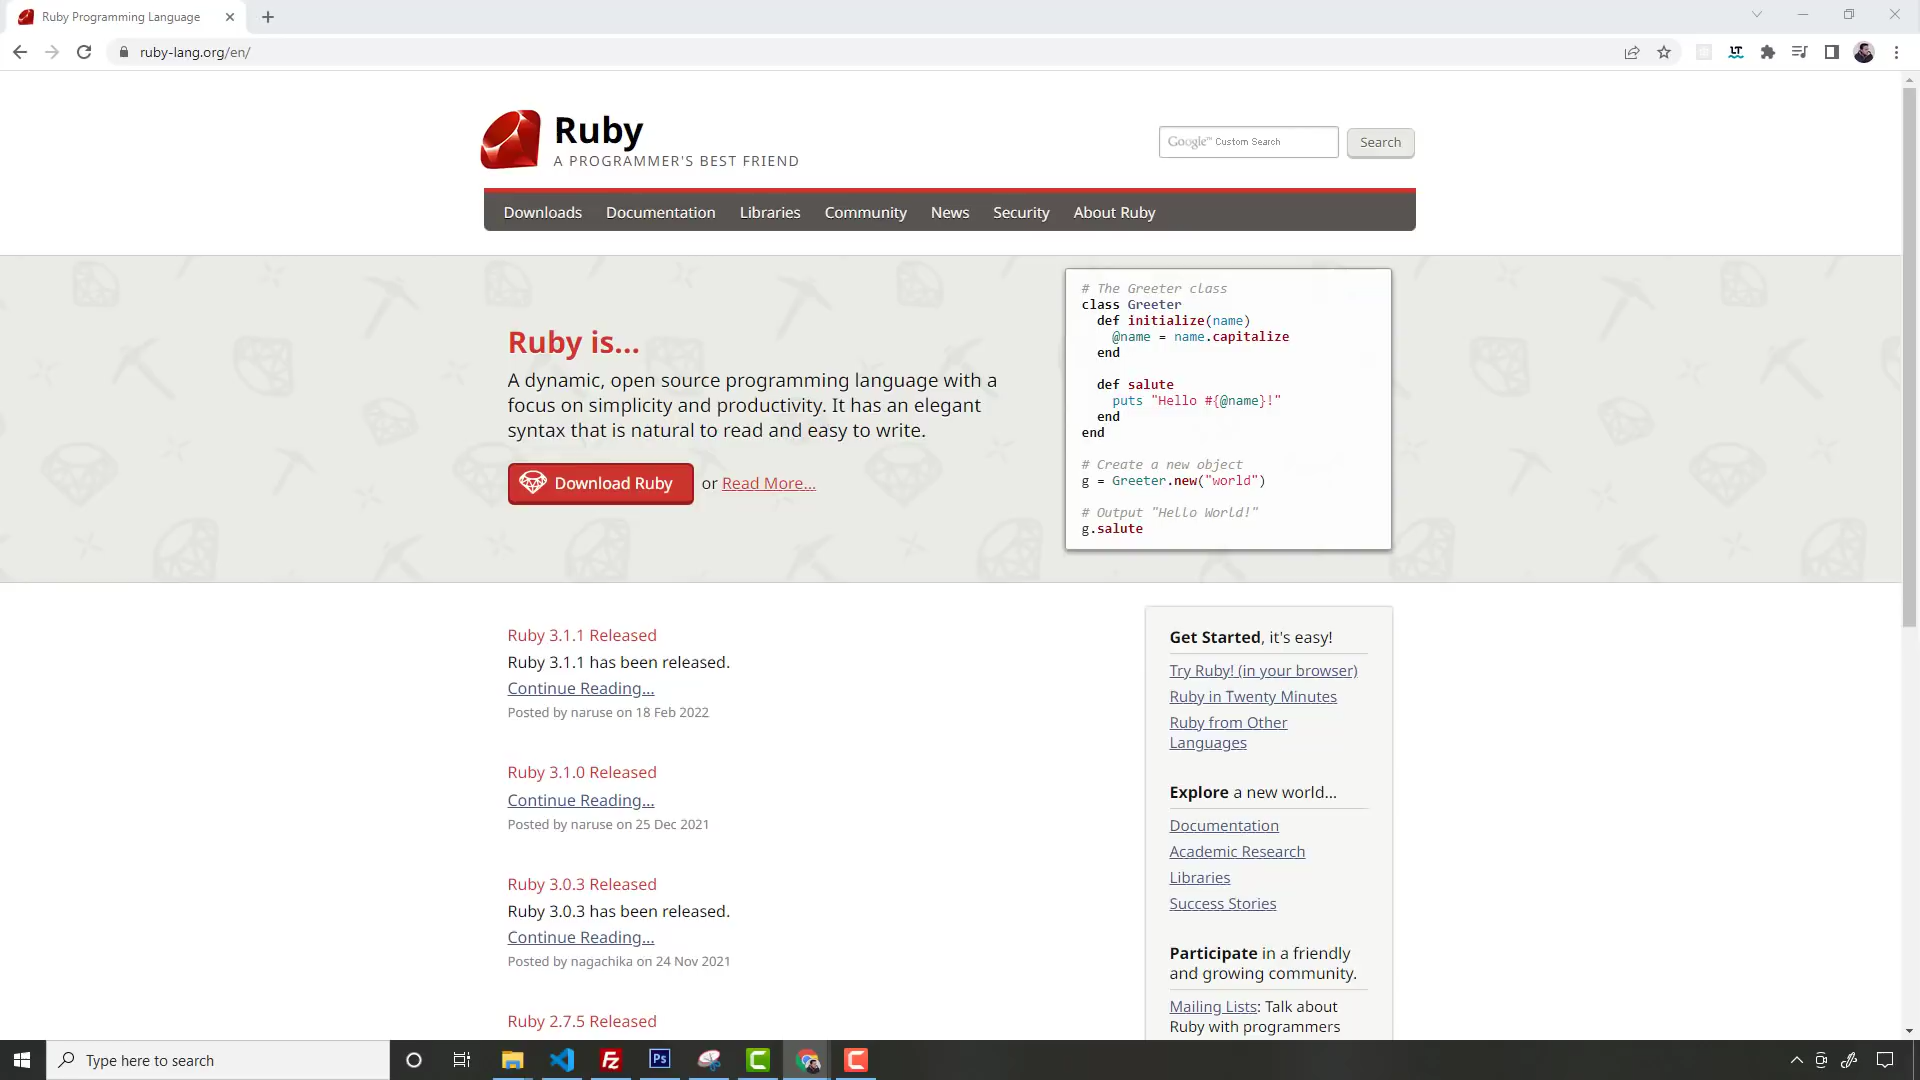 Ruby Programming Language
ruby-lang.org/en/
LT
Ruby
A PROGRAMMER'S BEST FRIEND
Google™ Custom Search
Search
Downloads Documentation Libraries Community News Security About Ruby
Ruby is...
A dynamic, open source programming language with a
focus on simplicity and productivity. It has an elegant
syntax that is natural to read and easy to write.
Download Ruby or Read More...
# The Greeter class
class Greeter
def initialize(name)
@name = name.capitalize
end
def salute
puts "Hello #{@name}!"
end
end
# Create a new object
g = Greeter.new("world")
# Output "Hello World!"
g.salute
Ruby 3.1.1 Released
Ruby 3.1.1 has been released.
Continue Reading...
Posted by naruse on 18 Feb 2022
Ruby 3.1.0 Released
Continue Reading...
Posted by naruse on 25 Dec 2021
Ruby 3.0.3 Released
Ruby 3.0.3 has been released.
Continue Reading...
Posted by nagachika on 24 Nov 2021
Ruby 2.7.5 Released
Get Started, it's easy!
Try Ruby! (in your browser)
Ruby in Twenty Minutes
Ruby from Other
Languages
Explore a new world...
Documentation
Academic Research
Libraries
Success Stories
Participate in a friendly
and growing community.
Mailing Lists: Talk about
Ruby with programmers
Type here to search
Fz
Ps
C
C